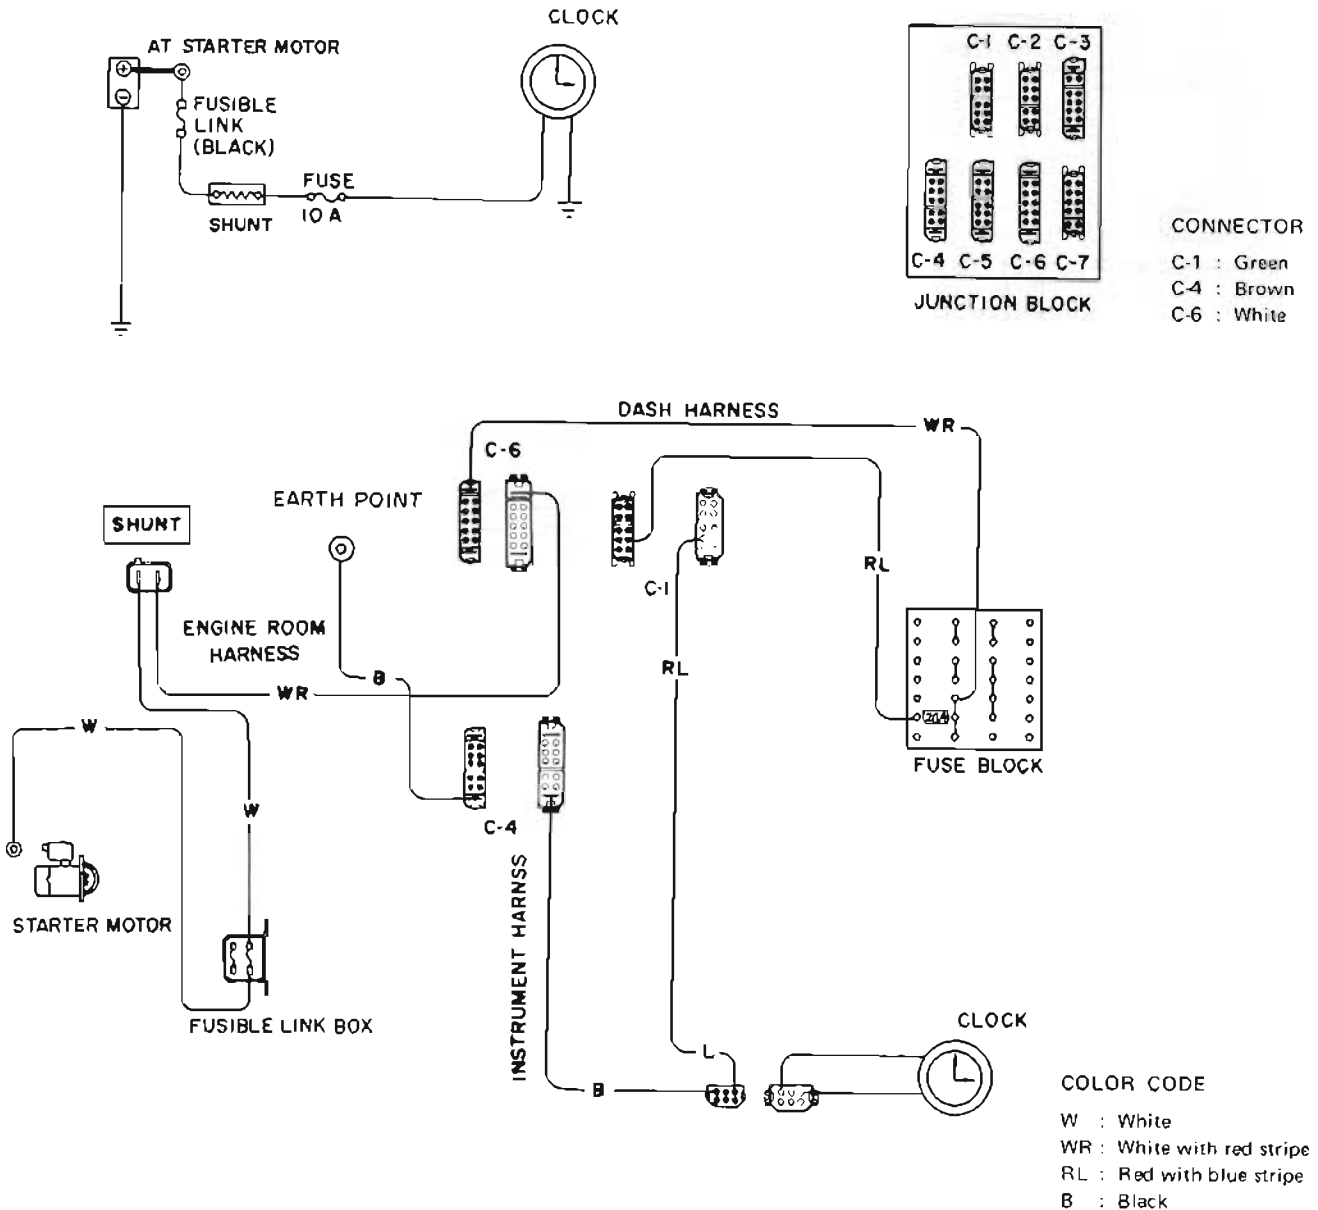 CLOCK
AT STARTER MOTOR
FUSIBLE
LINK
(BLACK)
FUSE
10 A
SHUNT
C-1 C-2 C-3
C-4 C-5 C-6 C-7
JUNCTION BLOCK
CONNECTOR
C-1 : Green
C-4 : Brown
C-6 : White
DASH HARNESS
WR
C-6
EARTH POINT
SHUNT
RL
C-1
ENGINE ROOM
HARNESS
B
WR
RL
W
FUSE BLOCK
W
C-4
STARTER MOTOR
INSTRUMENT HARNSS
FUSIBLE LINK BOX
CLOCK
L
B
COLOR CODE
W : White
WR : White with red stripe
RL : Red with blue stripe
B : Black